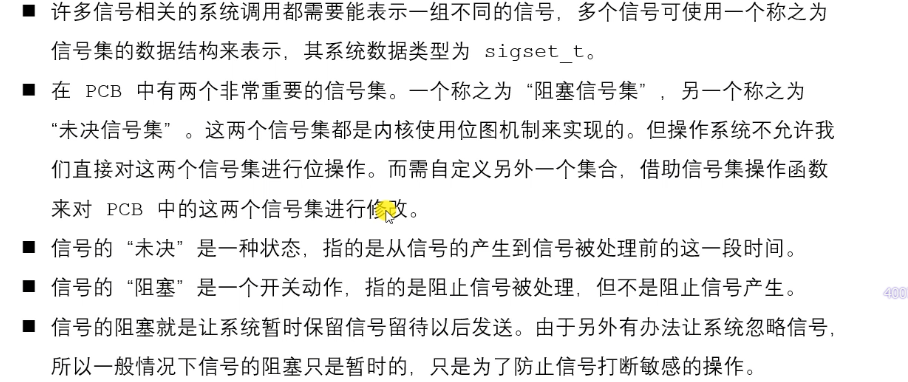 ■ 许多信号相关的系统调用都需要能表示一组不同的信号，多个信号可使用一个称之为
信号集的数据结构来表示，其系统数据类型为 sigset_t。
■ 在 PCB 中有两个非常重要的信号集。一个称之为 “阻塞信号集” ，另一个称之为
“未决信号集” 。这两个信号集都是内核使用位图机制来实现的。但操作系统不允许我
们直接对这两个信号集进行位操作。而需自定义另外一个集合，借助信号集操作函数
来对 PCB 中的这两个信号集进行修改。
■ 信号的 “未决” 是一种状态，指的是从信号的产生到信号被处理前的这一段时间。
■ 信号的 “阻塞” 是一个开关动作，指的是阻止信号被处理，但不是阻止信号产生。
400
■ 信号的阻塞就是让系统暂时保留信号留待以后发送。由于另外有办法让系统忽略信号，
所以一般情况下信号的阻塞只是暂时的，只是为了防止信号打断敏感的操作。